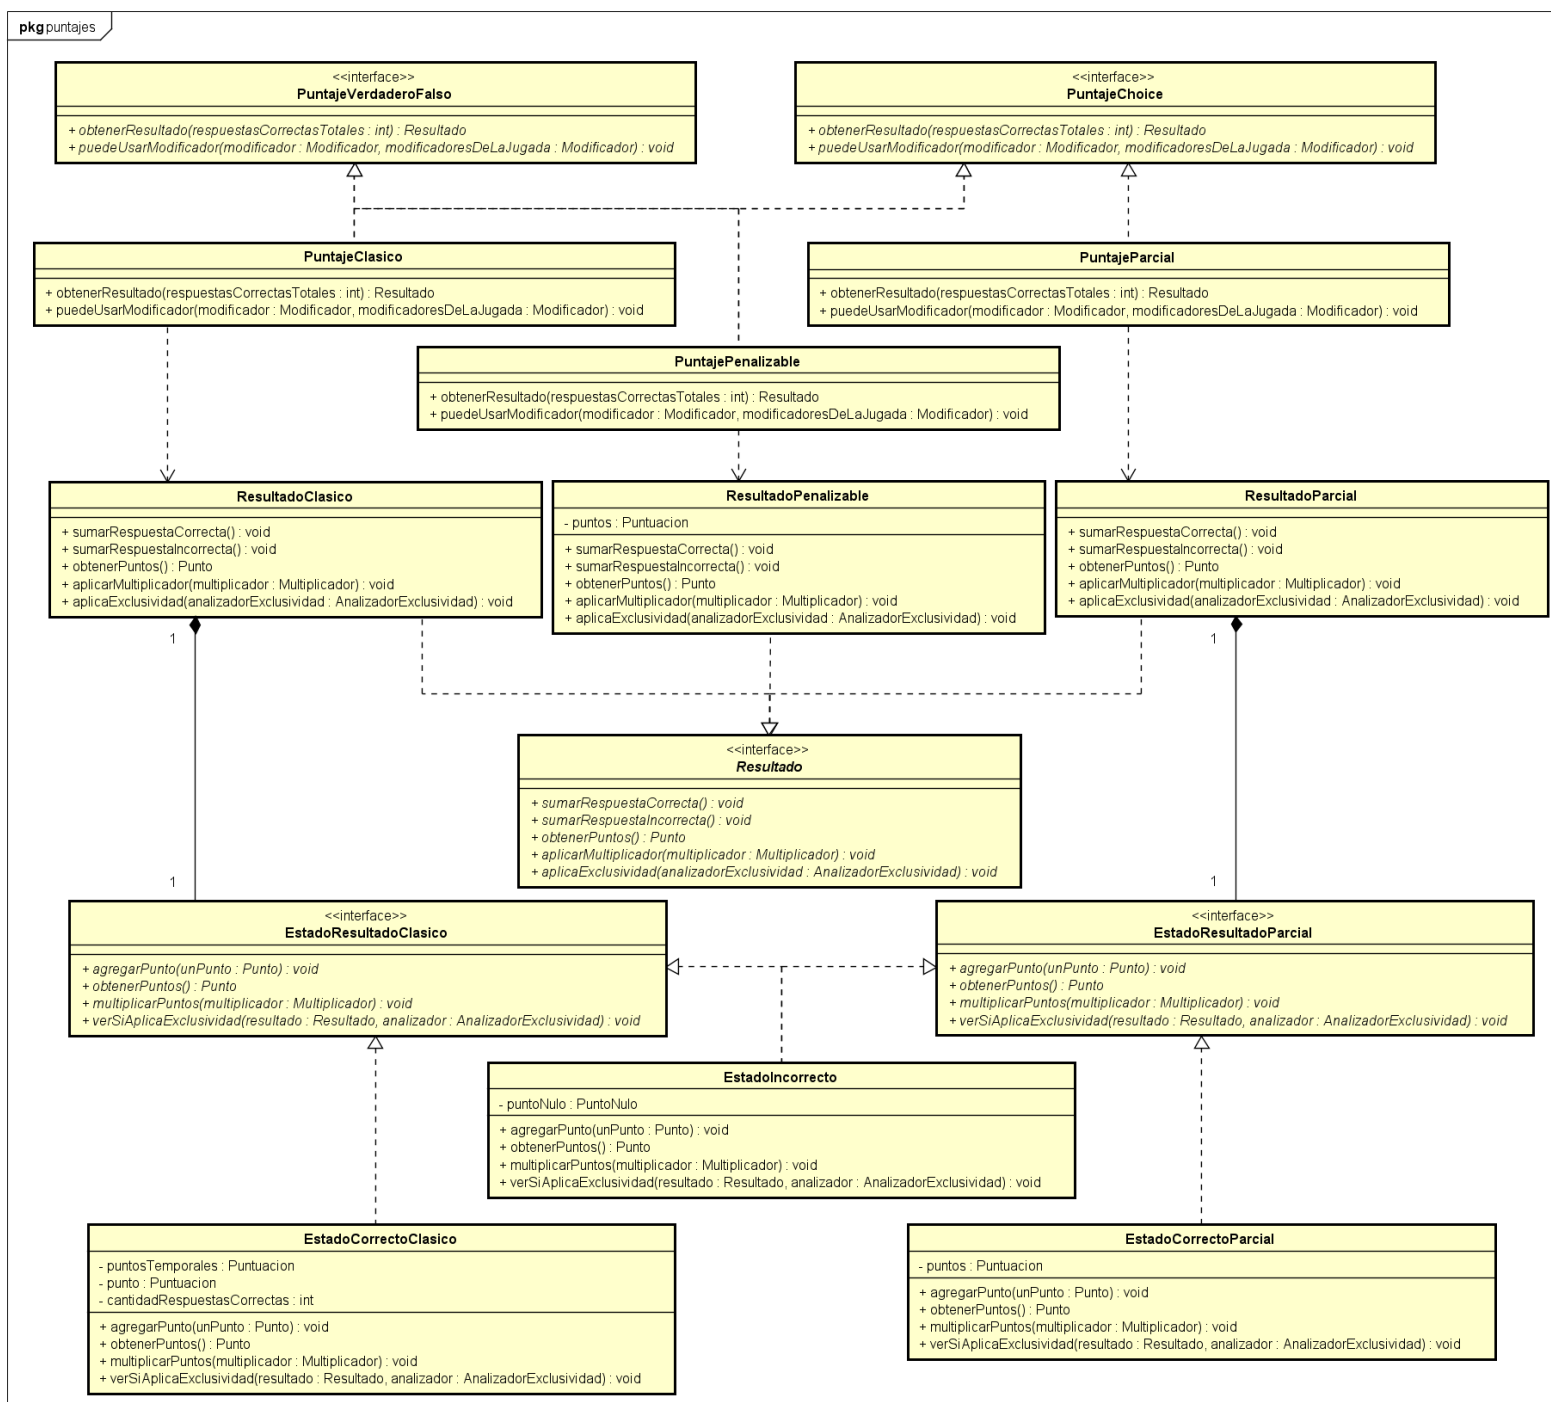 pkg puntajes
<<interface>>
PuntajeVerdaderoFalso
+ obtenerResultado(respuestasCorrectasTotales : int) : Resultado
+ puedeUsarModificador(modificador : Modificador, modificadoresDeLaJugada : Modificador) : void
<<interface>>
PuntajeChoice
+ obtenerResultado(respuestasCorrectasTotales : int) : Resultado
+ puedeUsarModificador(modificador : Modificador, modificadoresDeLaJugada : Modificador) : void
PuntajeClasico
+ obtenerResultado(respuestasCorrectasTotales : int) : Resultado
+ puedeUsarModificador(modificador : Modificador, modificadoresDeLaJugada : Modificador) : void
PuntajeParcial
+ obtenerResultado(respuestasCorrectasTotales : int) : Resultado
+ puedeUsarModificador(modificador : Modificador, modificadoresDeLaJugada : Modificador) : void
PuntajePenalizable
+ obtenerResultado(respuestasCorrectasTotales : int) : Resultado
+ puedeUsarModificador(modificador : Modificador, modificadoresDeLaJugada : Modificador) : void
ResultadoClasico
+ sumarRespuestaCorrecta() : void
+ sumarRespuestaIncorrecta() : void
+ obtenerPuntos() : Punto
+ aplicarMultiplicador(multiplicador : Multiplicador) : void
+ aplicaExclusividad(analizadorExclusividad : AnalizadorExclusividad) : void
ResultadoPenalizable
- puntos : Puntuacion
+ sumarRespuestaCorrecta() : void
+ sumarRespuestaIncorrecta() : void
+ obtenerPuntos() : Punto
+ aplicarMultiplicador(multiplicador : Multiplicador) : void
+ aplicaExclusividad(analizadorExclusividad : AnalizadorExclusividad) : void
ResultadoParcial
+ sumarRespuestaCorrecta() : void
+ sumarRespuestaIncorrecta() : void
+ obtenerPuntos() : Punto
+ aplicarMultiplicador(multiplicador : Multiplicador) : void
+ aplicaExclusividad(analizadorExclusividad : AnalizadorExclusividad) : void
1
1
<<interface>>
Resultado
+ sumarRespuestaCorrecta() : void
+ sumarRespuestaIncorrecta() : void
+ obtenerPuntos() : Punto
+ aplicarMultiplicador(multiplicador : Multiplicador) : void
+ aplicaExclusividad(analizadorExclusividad : AnalizadorExclusividad) : void
1
1
<<interface>>
EstadoResultadoClasico
+ agregarPunto(unPunto : Punto) : void
+ obtenerPuntos() : Punto
+ multiplicarPuntos(multiplicador : Multiplicador) : void
+ verSiAplicaExclusividad(resultado : Resultado, analizador : AnalizadorExclusividad) : void
<<interface>>
EstadoResultadoParcial
+ agregarPunto(unPunto : Punto) : void
+ obtenerPuntos() : Punto
+ multiplicarPuntos(multiplicador : Multiplicador) : void
+ verSiAplicaExclusividad(resultado : Resultado, analizador : AnalizadorExclusividad) : void
EstadoIncorrecto
- puntoNulo : PuntoNulo
+ agregarPunto(unPunto : Punto) : void
+ obtenerPuntos() : Punto
+ multiplicarPuntos(multiplicador : Multiplicador) : void
+ verSiAplicaExclusividad(resultado : Resultado, analizador : AnalizadorExclusividad) : void
EstadoCorrectoClasico
- puntosTemporales : Puntuacion
- punto : Puntuacion
- cantidadRespuestasCorrectas : int
+ agregarPunto(unPunto : Punto) : void
+ obtenerPuntos() : Punto
+ multiplicarPuntos(multiplicador : Multiplicador) : void
+ verSiAplicaExclusividad(resultado : Resultado, analizador : AnalizadorExclusividad) : void
EstadoCorrectoParcial
- puntos : Puntuacion
+ agregarPunto(unPunto : Punto) : void
+ obtenerPuntos() : Punto
+ multiplicarPuntos(multiplicador : Multiplicador) : void
+ verSiAplicaExclusividad(resultado : Resultado, analizador : AnalizadorExclusividad) : void